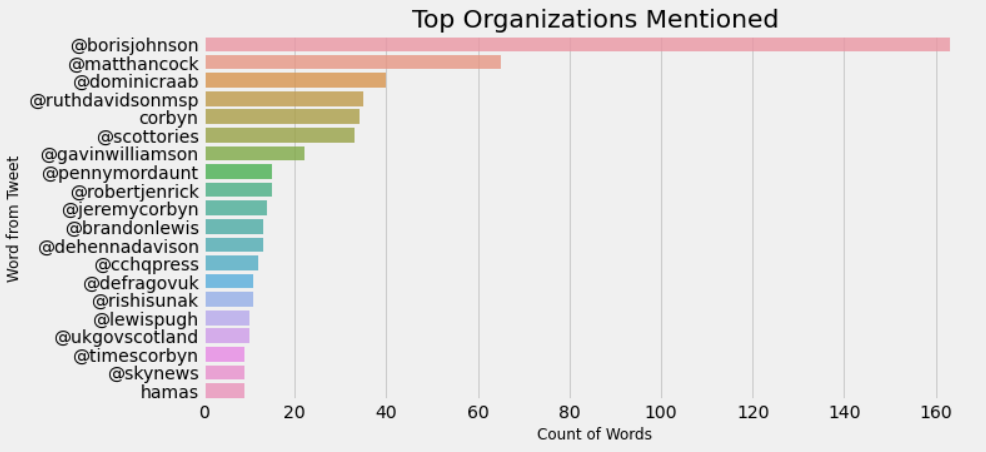 Top Organizations Mentioned
@borisjohnson
@matthancock
@dominicraab
@ruthdavidsonmsp
corbyn
@scottories
@gavinwilliamson
@pennymordaunt
@robertjenrick
@jeremycorbyn
@brandonlewis
@dehennadavison
@cchqpress
@defragovuk
@rishisunak
@lewispugh
@ukgovscotland
@timescorbyn
@skynews
hamas
Word from Tweet
0 20 40 60 80 100 120 140 160
Count of Words